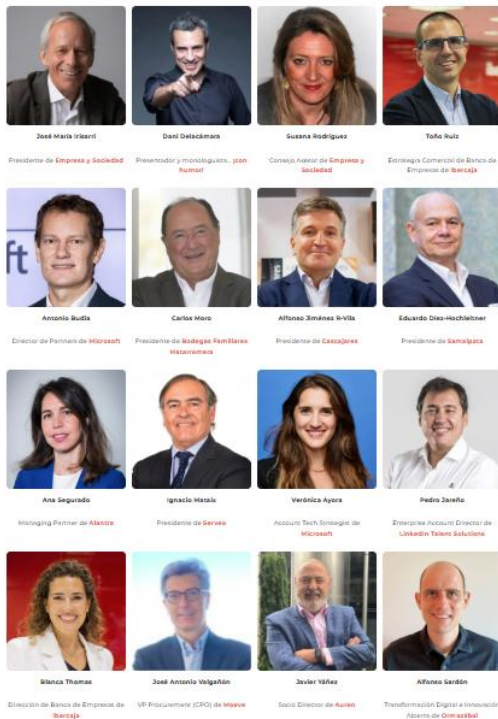 José María Irisarri
Dani Delacámara
Susana Rodríguez
Toño Ruiz
Presidente de Empresa y Sociedad
Presentador y monologuista... ¡con
humor!
Consejo Asesor de Empresa y
Sociedad
Estrategia Comercial de Banca de
Empresas de Ibercaja
ft
Antonio Budia
Carlos Moro
Alfonso Jiménez R-Vila
Eduardo Díez-Hochleitner
Director de Partners de Microsoft
Presidente de Bodegas Familiares
Matarromera
Presidente de Cascajares
Presidente de Samaipata
Ana Segurado
Ignacio Mataix
Verónica Ayora
Pedro Jareño
Managing Partner de Alantra
Presidente de Serveo
Account Tech Strategist de
Microsoft
Enterprise Account Director de
LinkedIn Talent Solutions
Blanca Thomas
José Antonio Valgañón
Javier Yáñez
Alfonso Sardón
Dirección de Banca de Empresas de
Ibercaja
VP Procurement (CPO) de Moeve
Socio Director de Auren
Transformación Digital e Innovación
Abierta de Ormazábal